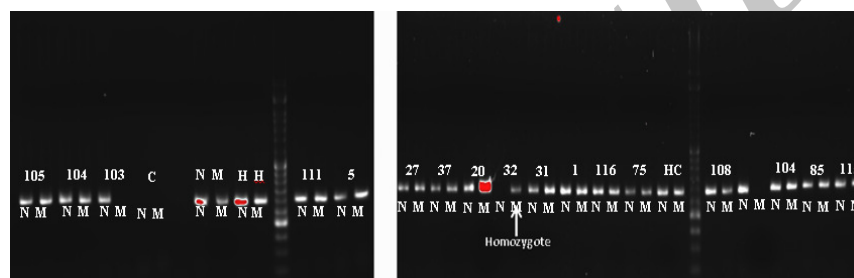 105 104 103 C N M H H 111 5
N M N M N M N M N M N M N M N M
27 37 20 32 31 1 116 75 HC 108 104 85 11
N M N M N M N M N M N M N M N M N M N M N M N M N M N
Homozygote